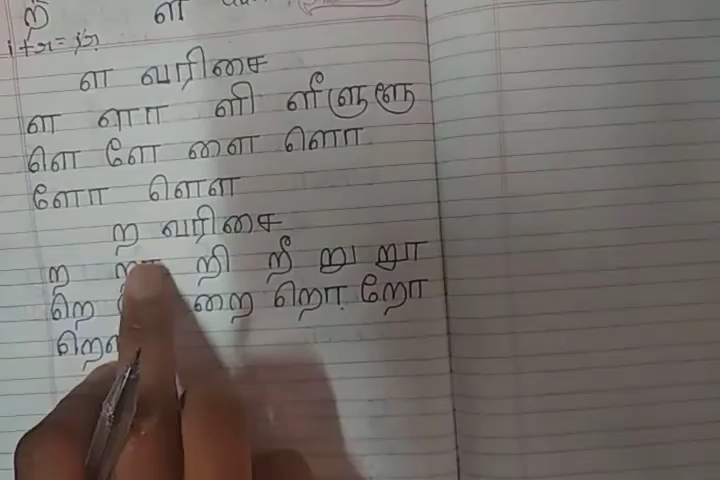 ற் ள
ள வரிசை
ள ளா ளி ளீ ளு ளூ
ளெ ளே ளை ளொ
ளோ ளௌ
ற வரிசை
ற றா றி றீ று றூ
றெ றை றொ றோ